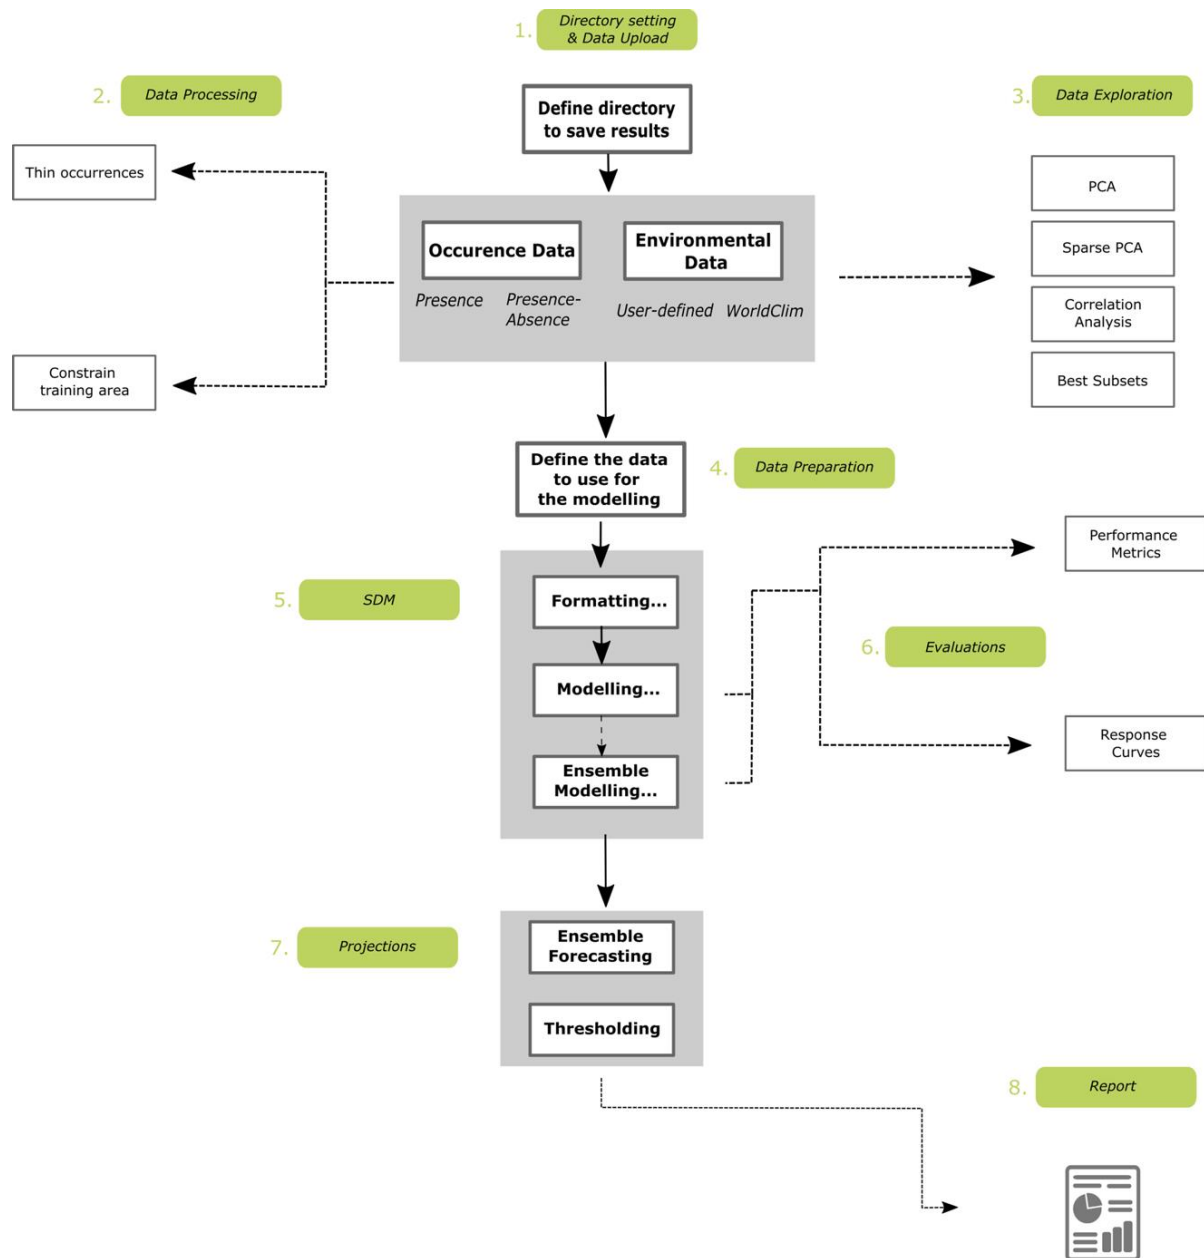 1.
Directory setting
& Data Upload
2.
Data Processing
Define directory
to save results
3.
Data Exploration
Thin occurrences
Constrain
training area
Occurence Data
Presence
Presence-
Absence
Environmental
Data
User-defined
WorldClim
PCA
Sparse PCA
Correlation
Analysis
Best Subsets
Define the data
to use for
the modelling
4.
Data Preparation
5.
SDM
Formatting...
Modelling...
Ensemble
Modelling...
Performance
Metrics
6.
Evaluations
Response
Curves
7.
Projections
Ensemble
Forecasting
Thresholding
8.
Report